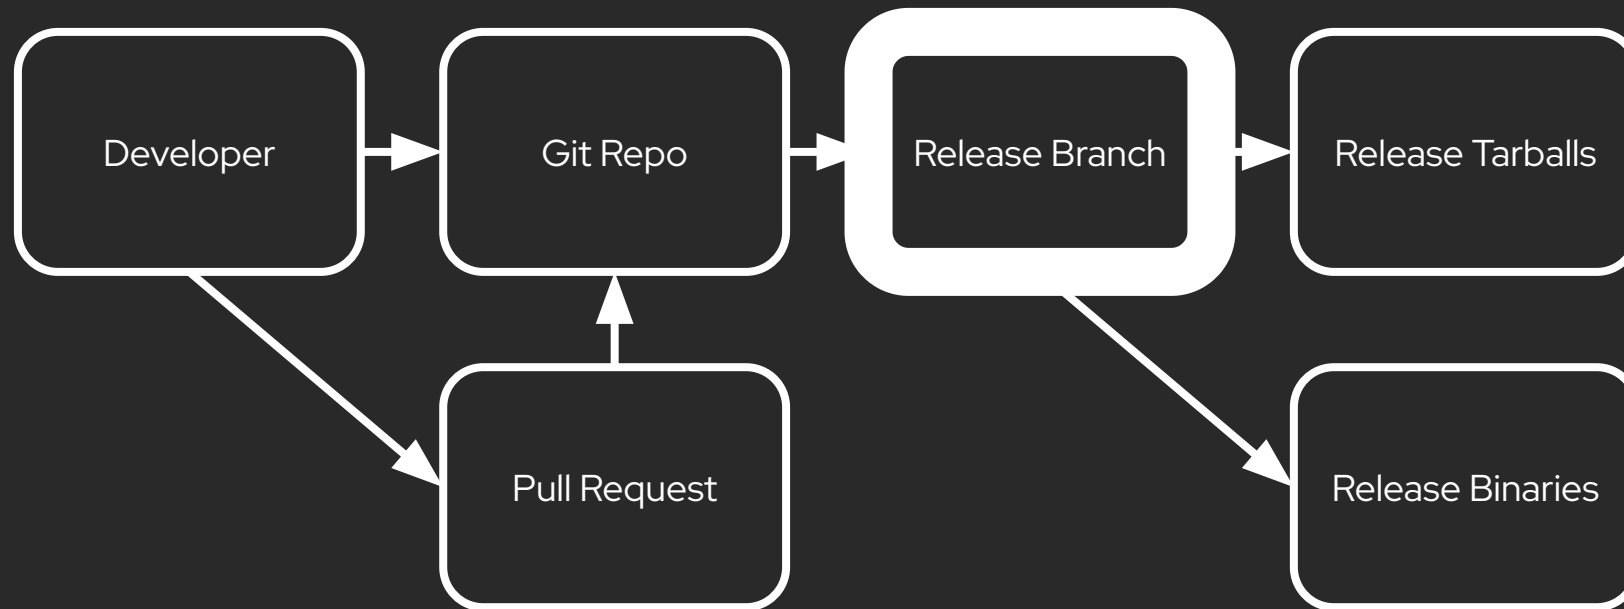 Developer
Git Repo
Release Branch
Release Tarballs
Pull Request
Release Binaries